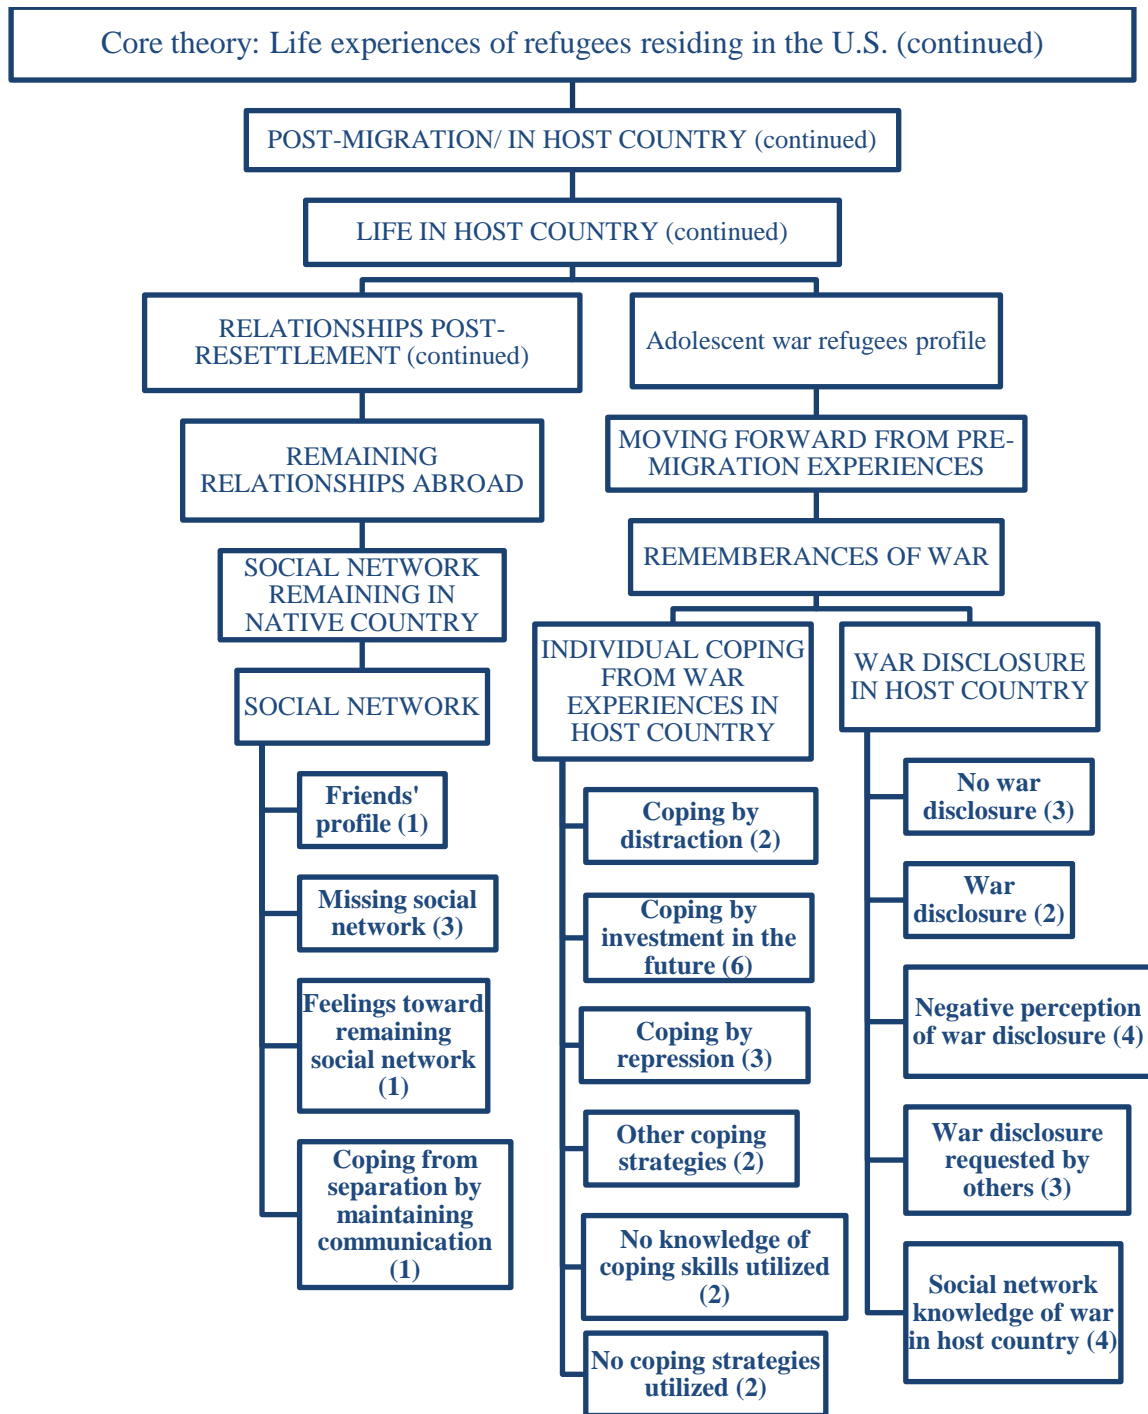 Core theory: Life experiences of refugees residing in the U.S. (continued)
POST-MIGRATION/ IN HOST COUNTRY (continued)
LIFE IN HOST COUNTRY (continued)
RELATIONSHIPS POST-
RESETTLEMENT (continued)
Adolescent war refugees profile
REMAINING
RELATIONSHIPS ABROAD
MOVING FORWARD FROM PRE-
MIGRATION EXPERIENCES
SOCIAL NETWORK
REMAINING IN
NATIVE COUNTRY
REMEMBERANCES OF WAR
SOCIAL NETWORK
INDIVIDUAL COPING
FROM WAR
EXPERIENCES IN
HOST COUNTRY
WAR DISCLOSURE
IN HOST COUNTRY
Friends'
profile (1)
Missing social
network (3)
Feelings toward
remaining
social network
(1)
Coping from
separation by
maintaining
communication
(1)
Coping by
distraction (2)
Coping by
investment in the
future (6)
Coping by
repression (3)
Other coping
strategies (2)
No knowledge of
coping skills utilized
(2)
No coping strategies
utilized (2)
No war
disclosure (3)
War
disclosure (2)
Negative perception
of war disclosure (4)
War disclosure
requested by
others (3)
Social network
knowledge of war
in host country (4)